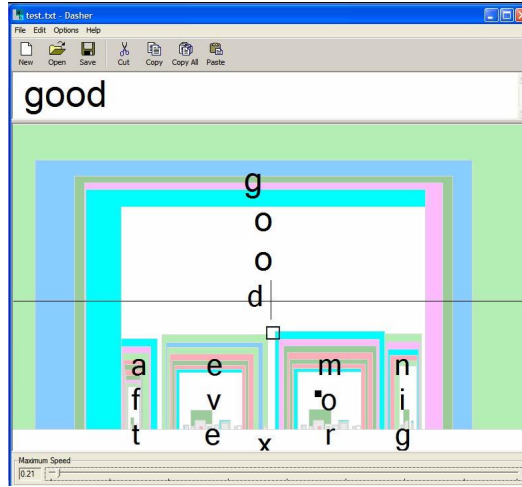 test.txt - Dasher
File Edit Options Help
New Open Save Cut Copy Copy All Paste
good
g
o
o
d
a e m n
f v o i
t e x r g
Maximum Speed
0.21